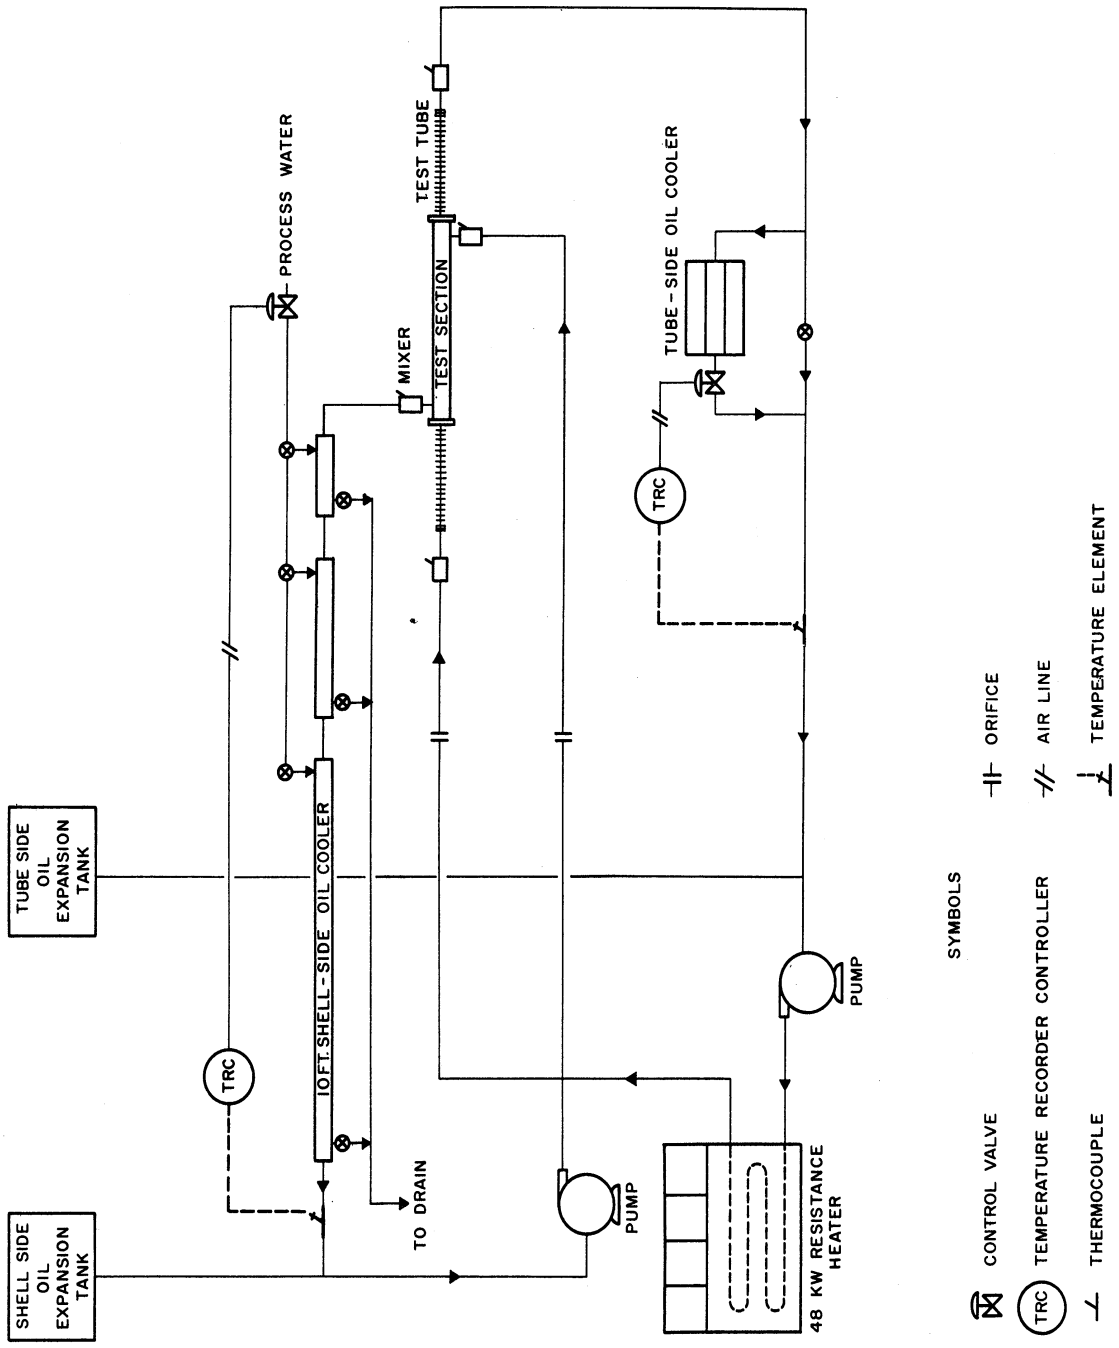 SHELL SIDE
OIL
EXPANSION
TANK
TUBE SIDE
OIL
EXPANSION
TANK
TRC
PROCESS WATER
10 FT. SHELL-SIDE OIL COOLER
TO DRAIN
MIXER
TEST TUBE
TEST SECTION
PUMP
TUBE-SIDE OIL COOLER
TRC
48 KW RESISTANCE
HEATER
PUMP
SYMBOLS
CONTROL VALVE
TRC
TEMPERATURE RECORDER CONTROLLER
THERMOCOUPLE
ORIFICE
AIR LINE
TEMPERATURE ELEMENT